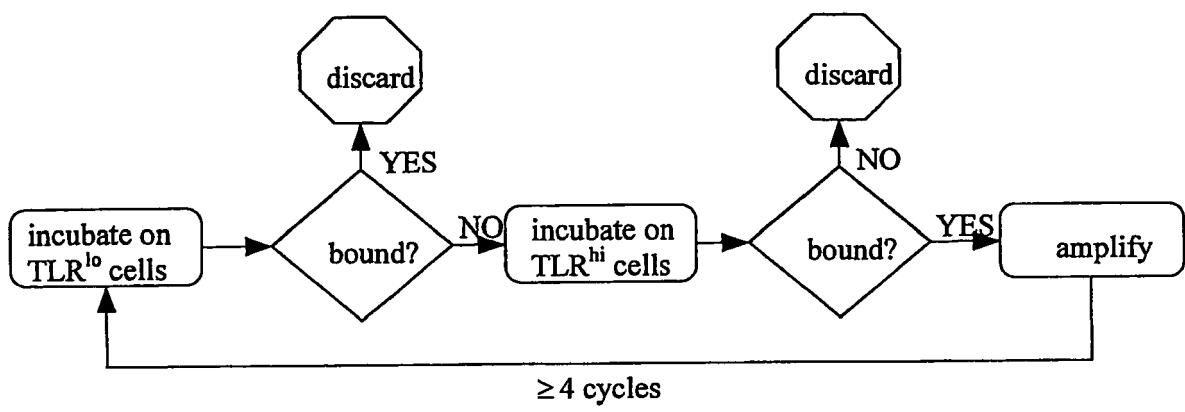 discard
discard
YES
NO
incubate on
TLR^lo cells
bound?
NO
incubate on
TLR^hi cells
bound?
YES
amplify
≥ 4 cycles